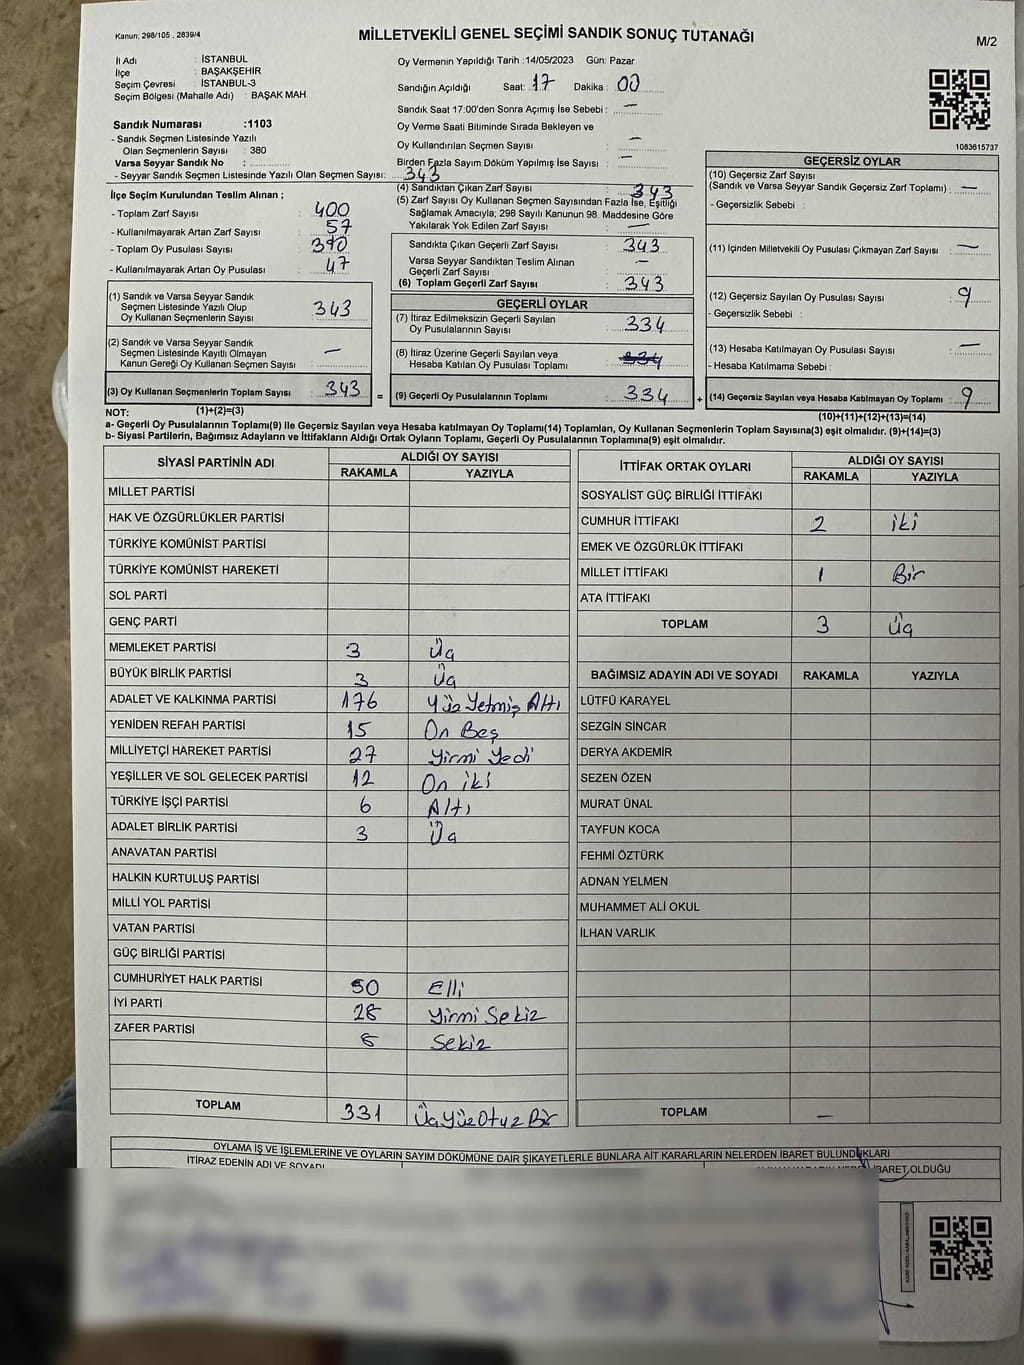 Kanun; 298/105 , 2839/4
MİLLETVEKİLİ GENEL SEÇİMİ SANDIK SONUÇ TUTANAĞI
M/2
İl Adı : İSTANBUL
İlçe : BAŞAKŞEHİR
Seçim Çevresi : İSTANBUL-3
Seçim Bölgesi (Mahalle Adı) : BAŞAK MAH.
Oy Vermenin Yapıldığı Tarih :14/05/2023 Gün: Pazar
Sandığın Açıldığı Saat: 17 Dakika : 00
Sandık Saat 17:00'den Sonra Açımış İse Sebebi : —
Oy Verme Saati Bitiminde Sırada Bekleyen ve
Oy Kullandırılan Seçmen Sayısı : —
Birden Fazla Sayım Döküm Yapılmış İse Sayısı : —
Sandık Numarası :1103
- Sandık Seçmen Listesinde Yazılı
Olan Seçmenlerin Sayısı : 380
Varsa Seyyar Sandık No :
- Seyyar Sandık Seçmen Listesinde Yazılı Olan Seçmen Sayısı: 343
1083615737
İlçe Seçim Kurulundan Teslim Alınan ;
- Toplam Zarf Sayısı : 400
- Kullanılmayarak Artan Zarf Sayısı : 57
- Toplam Oy Pusulası Sayısı : 390
- Kullanılmayarak Artan Oy Pusulası : 47
(1) Sandık ve Varsa Seyyar Sandık
Seçmen Listesinde Yazılı Olup
Oy Kullanan Seçmenlerin Sayısı : 343
(2) Sandık ve Varsa Seyyar Sandık
Seçmen Listesinde Kayıtlı Olmayan
Kanun Gereği Oy Kullanan Seçmen Sayısı : —
(3) Oy Kullanan Seçmenlerin Toplam Sayısı : 343 =
(4) Sandıktan Çıkan Zarf Sayısı : 343
(5) Zarf Sayısı Oy Kullanan Seçmen Sayısından Fazla İse, Eşitliği
Sağlamak Amacıyla; 298 Sayılı Kanunun 98. Maddesine Göre
Yakılarak Yok Edilen Zarf Sayısı : —
Sandıkta Çıkan Geçerli Zarf Sayısı : 343
Varsa Seyyar Sandıktan Teslim Alınan
Geçerli Zarf Sayısı : —
(6) Toplam Geçerli Zarf Sayısı : 343
GEÇERLİ OYLAR
(7) İtiraz Edilmeksizin Geçerli Sayılan
Oy Pusulalarının Sayısı : 334
(8) İtiraz Üzerine Geçerli Sayılan veya
Hesaba Katılan Oy Pusulası Toplamı : 334
(9) Geçerli Oy Pusulalarının Toplamı : 334 +
GEÇERSİZ OYLAR
(10) Geçersiz Zarf Sayısı
(Sandık ve Varsa Seyyar Sandık Geçersiz Zarf Toplamı) : —
- Geçersizlik Sebebi :
(11) İçinden Milletvekili Oy Pusulası Çıkmayan Zarf Sayısı : —
(12) Geçersiz Sayılan Oy Pusulası Sayısı : 9
- Geçersizlik Sebebi :
(13) Hesaba Katılmayan Oy Pusulası Sayısı : —
- Hesaba Katılmama Sebebi :
(14) Geçersiz Sayılan veya Hesaba Katılmayan Oy Toplamı : 9
NOT: (1)+(2)=(3) (10)+(11)+(12)+(13)=(14)
a- Geçerli Oy Pusulalarının Toplamı(9) ile Geçersiz Sayılan veya Hesaba katılmayan Oy Toplamı(14) Toplamları, Oy Kullanan Seçmenlerin Toplam Sayısına(3) eşit olmalıdır. (9)+(14)=(3)
b- Siyasi Partilerin, Bağımsız Adayların ve İttifakların Aldığı Ortak Oyların Toplamı, Geçerli Oy Pusulalarının Toplamına(9) eşit olmalıdır.
SİYASİ PARTİNİN ADI ALDIĞI OY SAYISI
RAKAMLA YAZIYLA
MİLLET PARTİSİ
HAK VE ÖZGÜRLÜKLER PARTİSİ
TÜRKİYE KOMÜNİST PARTİSİ
TÜRKİYE KOMÜNİST HAREKETİ
SOL PARTİ
GENÇ PARTİ
MEMLEKET PARTİSİ 3 Üç
BÜYÜK BİRLİK PARTİSİ 3 Üç
ADALET VE KALKINMA PARTİSİ 176 Yüz Yetmiş Altı
YENİDEN REFAH PARTİSİ 15 On Beş
MİLLİYETÇİ HAREKET PARTİSİ 27 Yirmi Yedi
YEŞİLLER VE SOL GELECEK PARTİSİ 12 On iki
TÜRKİYE İŞÇİ PARTİSİ 6 Altı
ADALET BİRLİK PARTİSİ 3 Üç
ANAVATAN PARTİSİ
HALKIN KURTULUŞ PARTİSİ
MİLLİ YOL PARTİSİ
VATAN PARTİSİ
GÜÇ BİRLİĞİ PARTİSİ
CUMHURİYET HALK PARTİSİ 50 Elli
İYİ PARTİ 28 Yirmi Sekiz
ZAFER PARTİSİ 8 Sekiz
TOPLAM 331 Üç Yüz Otuz Bir
İTTİFAK ORTAK OYLARI ALDIĞI OY SAYISI
RAKAMLA YAZIYLA
SOSYALİST GÜÇ BİRLİĞİ İTTİFAKI
CUMHUR İTTİFAKI 2 iki
EMEK VE ÖZGÜRLÜK İTTİFAKI
MİLLET İTTİFAKI 1 Bir
ATA İTTİFAKI
TOPLAM 3 Üç
BAĞIMSIZ ADAYIN ADI VE SOYADI RAKAMLA YAZIYLA
LÜTFÜ KARAYEL
SEZGİN SİNCAR
DERYA AKDEMİR
SEZEN ÖZEN
MURAT ÜNAL
TAYFUN KOCA
FEHMİ ÖZTÜRK
ADNAN YELMEN
MUHAMMET ALİ OKUL
İLHAN VARLIK
TOPLAM —
OYLAMA İŞ VE İŞLEMLERİNE VE OYLARIN SAYIM DÖKÜMÜNE DAİR ŞİKAYETLERLE BUNLARA AİT KARARLARIN NELERDEN İBARET BULUNDUKLARI
İTİRAZ EDENİN ADI VE SOYADI
İBARET OLDUĞU